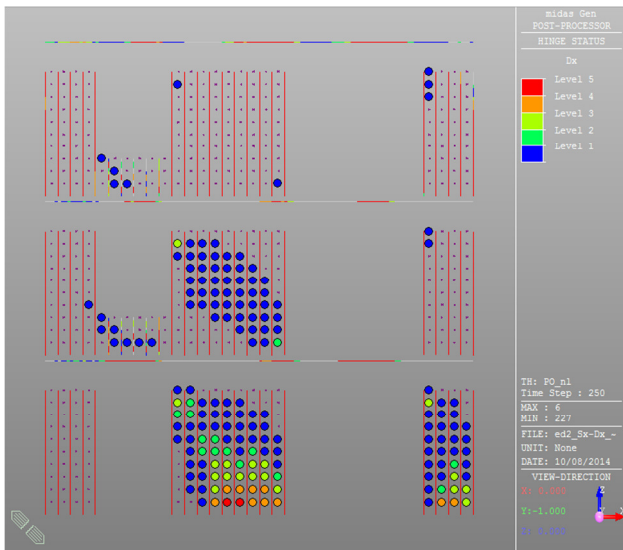 midas Gen
POST-PROCESSOR
HINGE STATUS
Dx
Level 5
Level 4
Level 3
Level 2
Level 1
TH: PO_n1
Time Step : 250
MAX : 6
MIN : 227
FILE: ed2_Sx-Dx_-
UNIT: None
DATE: 10/08/2014
VIEW-DIRECTION
X: 0.000
Z
Y:-1.000
X
Z: 0.000